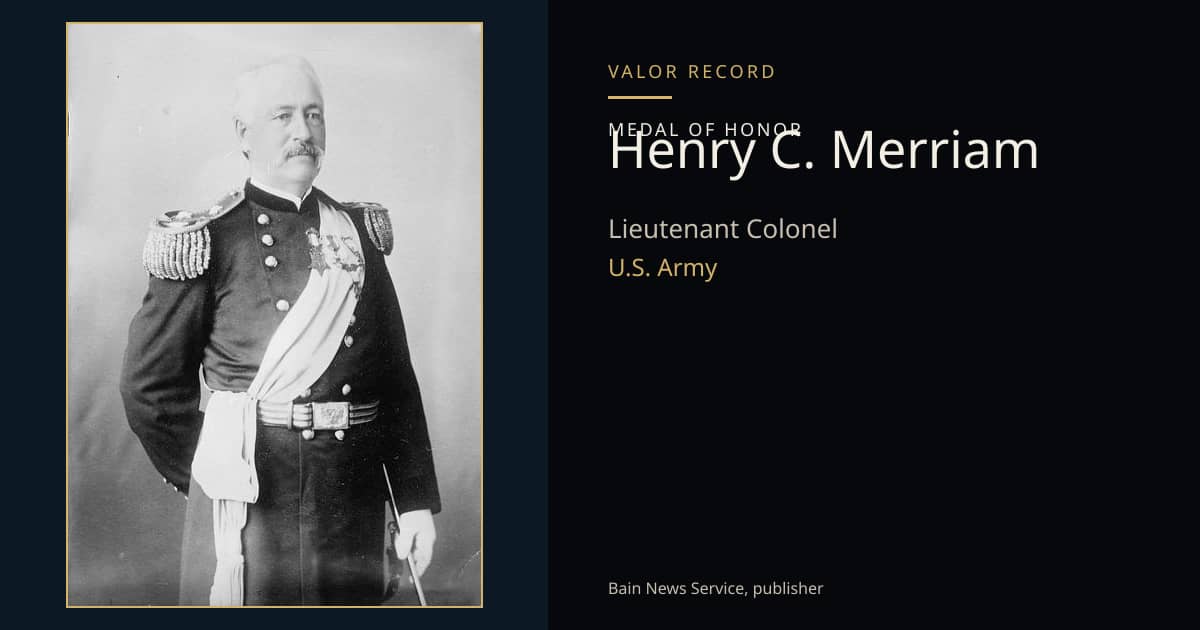 VALOR RECORD
MEDAL OF HONOR
Henry C. Merriam
Lieutenant Colonel
U.S. Army
Bain News Service, publisher